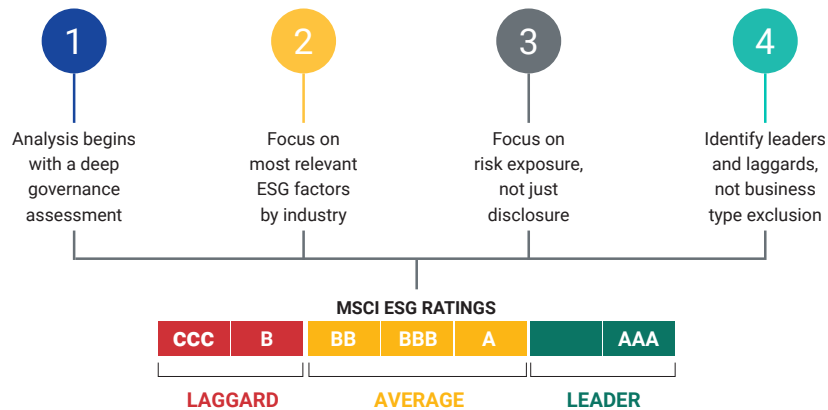 1
2
3
4
Analysis begins
with a deep
governance
assessment
Focus on
most relevant
ESG factors
by industry
Focus on
risk exposure,
not just
disclosure
Identify leaders
and laggards,
not business
type exclusion
MSCI ESG RATINGS
CCC B BB BBB A AAA
LAGGARD AVERAGE LEADER